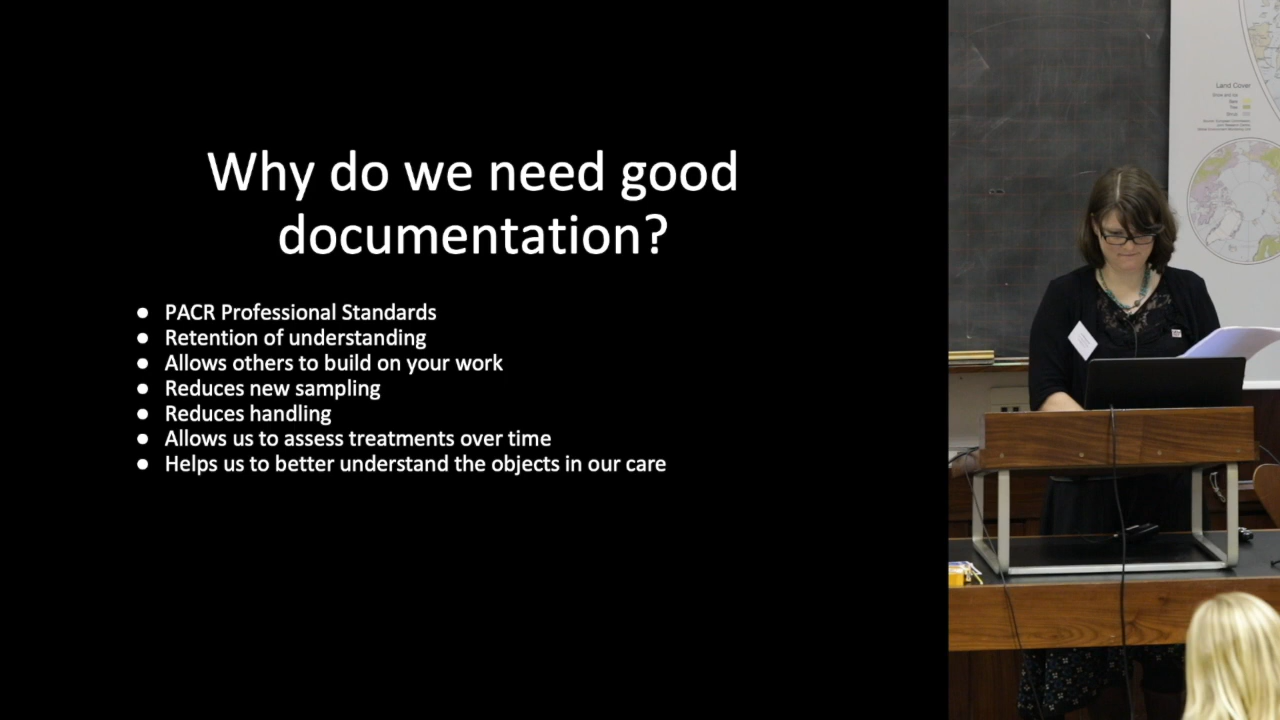 Why do we need good
documentation?
● PACR Professional Standards
● Retention of understanding
● Allows others to build on your work
● Reduces new sampling
● Reduces handling
● Allows us to assess treatments over time
● Helps us to better understand the objects in our care
Land Cover